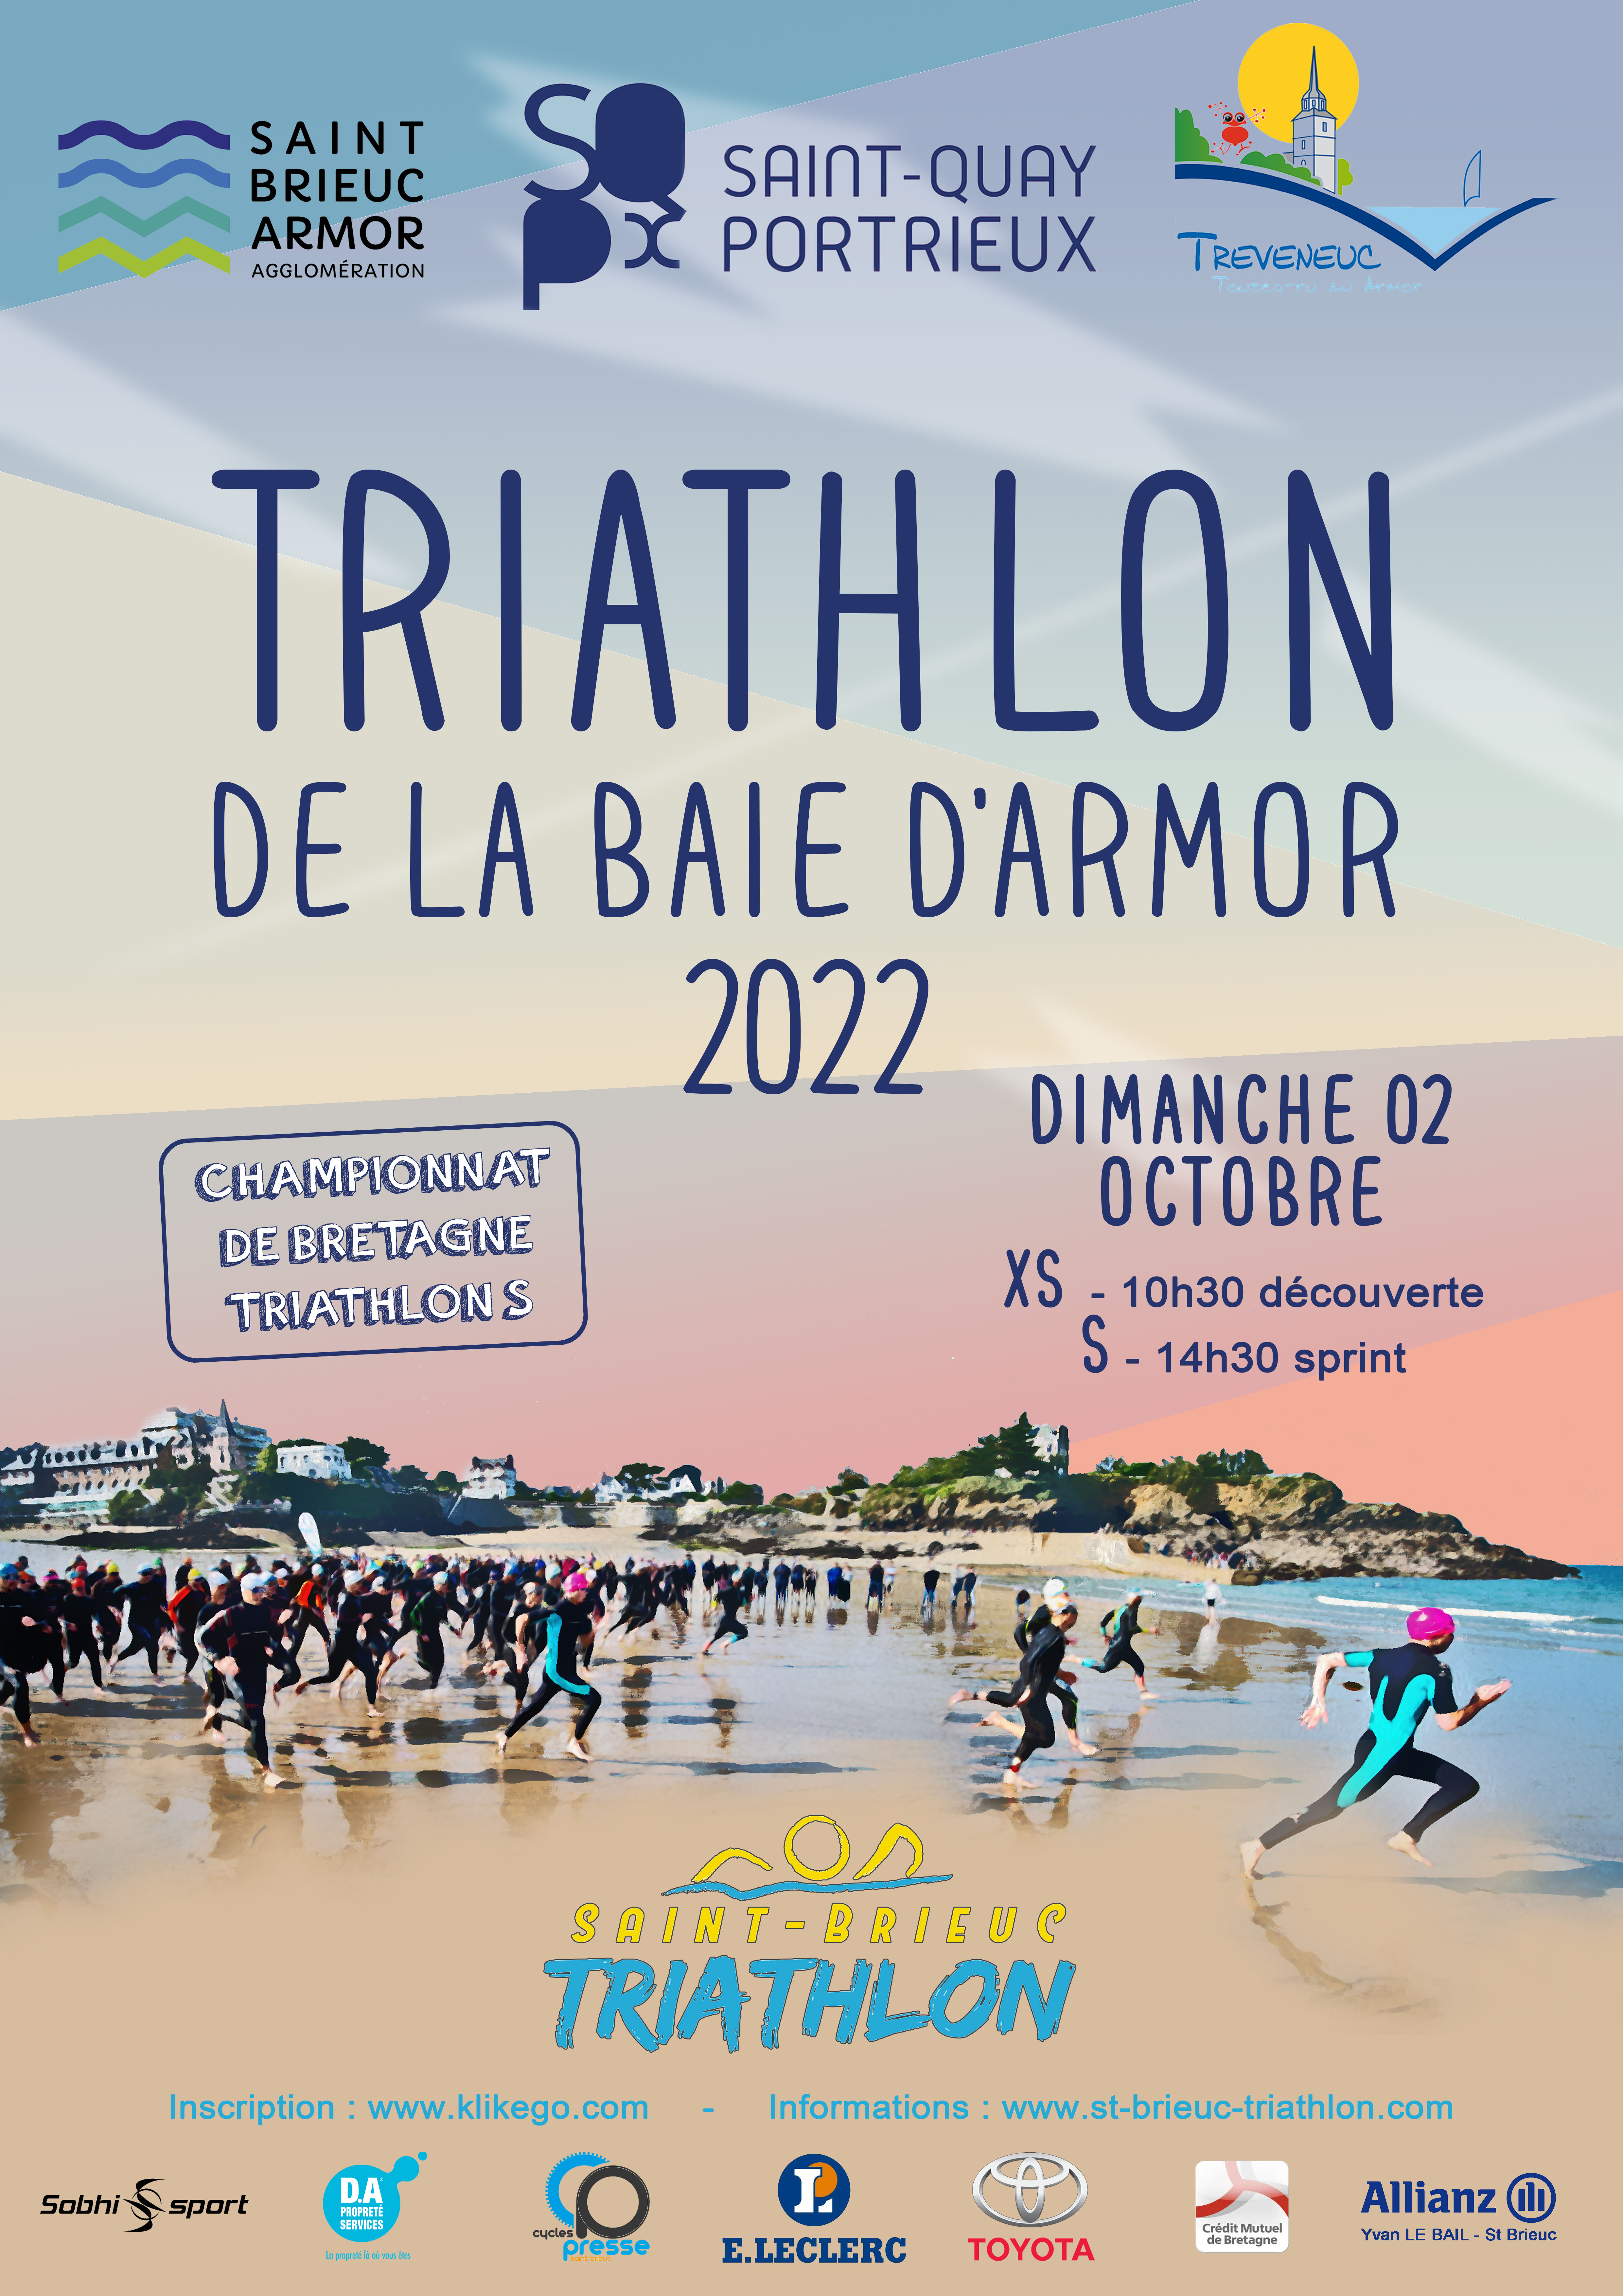 SAINT
BRIEUC
ARMOR
AGGLOMÉRATION
SQPX
SAINT-QUAY
PORTRIEUX
TREVENEUC
TRIATHLON
DE LA BAIE D'ARMOR
2022
DIMANCHE 02
OCTOBRE
XS - 10h30 découverte
S - 14h30 sprint
CHAMPIONNAT
DE BRETAGNE
TRIATHLON S
SAINT-BRIEUC
TRIATHLON
Inscription : www.klikego.com - Informations : www.st-brieuc-triathlon.com
Sobhi sport
D.A
PROPRETÉ
SERVICES
La propreté là où vous êtes
cycles
presse
saint brieuc
E.LECLERC
TOYOTA
Crédit Mutuel
de Bretagne
Allianz
Yvan LE BAIL - St Brieuc